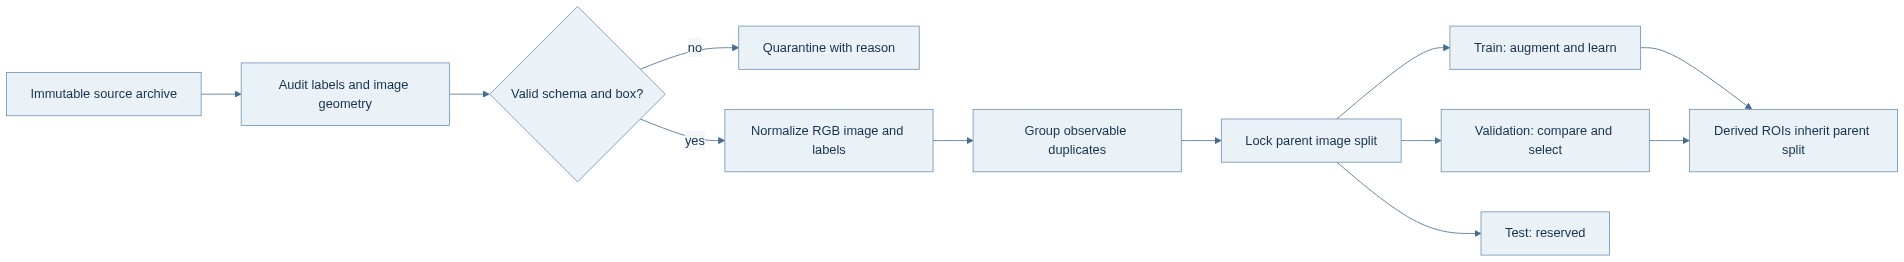 Immutable source archive
Audit labels and image
geometry
Valid schema and box?
no
Quarantine with reason
yes
Normalize RGB image and
labels
Group observable
duplicates
Lock parent image split
Train: augment and learn
Validation: compare and
select
Test: reserved
Derived ROIs inherit parent
split